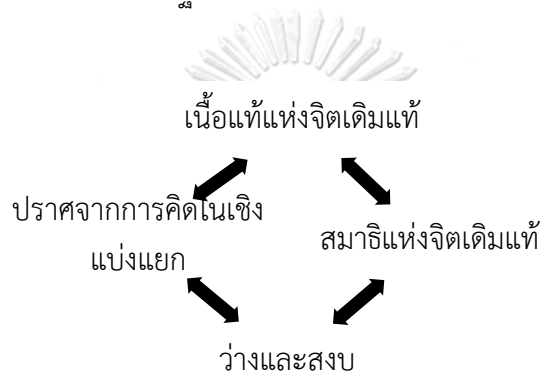 เนื้อแท้แห่งจิตเดิมแท้
ปราศจากการคิดในเชิง
แบ่งแยก
สมาธิแห่งจิตเดิมแท้
ว่างและสงบ